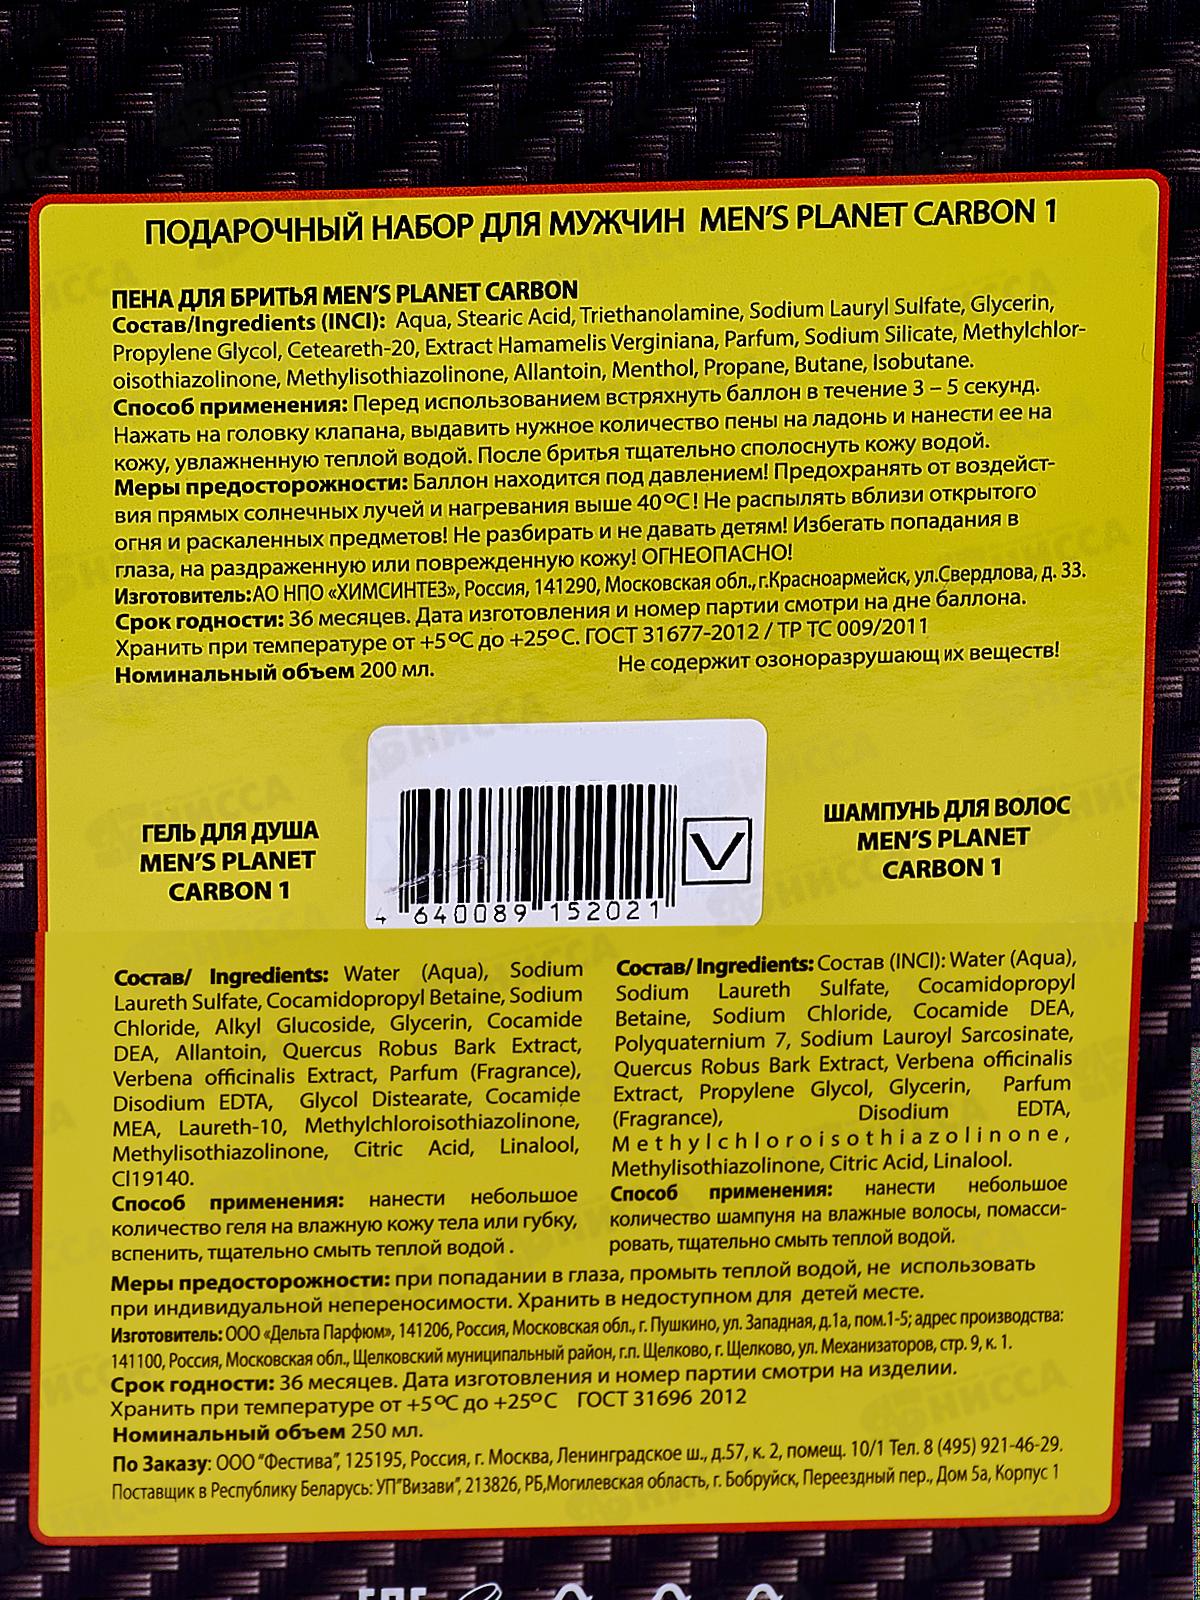 ПОДАРОЧНЫЙ НАБОР ДЛЯ МУЖЧИН MEN'S PLANET CARBON 1
ПЕНА ДЛЯ БРИТЬЯ MEN'S PLANET CARBON
Состав/Ingredients (INCI): Aqua, Stearic Acid, Triethanolamine, Sodium Lauryl Sulfate, Glycerin,
Propylene Glycol, Ceteareth-20, Extract Hamamelis Verginiana, Parfum, Sodium Silicate, Methylchlor-
oisothiazolinone, Methylisothiazolinone, Allantoin, Menthol, Propane, Butane, Isobutane.
Способ применения: Перед использованием встряхнуть баллон в течение 3 – 5 секунд.
Нажать на головку клапана, выдавить нужное количество пены на ладонь и нанести ее на
кожу, увлажненную теплой водой. После бритья тщательно сполоснуть кожу водой.
Меры предосторожности: Баллон находится под давлением! Предохранять от воздейст-
вия прямых солнечных лучей и нагревания выше 40ºС! Не распылять вблизи открытого
огня и раскаленных предметов! Не разбирать и не давать детям! Избегать попадания в
глаза, на раздраженную или поврежденную кожу! ОГНЕОПАСНО!
Изготовитель:АО НПО «ХИМСИНТЕЗ», Россия, 141290, Московская обл., г.Красноармейск, ул.Свердлова, д. 33.
Срок годности: 36 месяцев. Дата изготовления и номер партии смотри на дне баллона.
Хранить при температуре от +5ºС до +25ºС. ГОСТ 31677-2012 / ТР ТС 009/2011
Номинальный объем 200 мл. Не содержит озоноразрушающих веществ!
ГЕЛЬ ДЛЯ ДУША
MEN'S PLANET
CARBON 1
4 640089 152021
V
ШАМПУНЬ ДЛЯ ВОЛОС
MEN'S PLANET
CARBON 1
Состав/ Ingredients: Water (Aqua), Sodium
Laureth Sulfate, Cocamidopropyl Betaine, Sodium
Chloride, Alkyl Glucoside, Glycerin, Cocamide
DEA, Allantoin, Quercus Robus Bark Extract,
Verbena officinalis Extract, Parfum (Fragrance),
Disodium EDTA, Glycol Distearate, Cocamide
MEA, Laureth-10, Methylchloroisothiazolinone,
Methylisothiazolinone, Citric Acid, Linalool,
Cl19140.
Способ применения: нанести небольшое
количество геля на влажную кожу тела или губку,
вспенить, тщательно смыть теплой водой .
Состав/ Ingredients: Состав (INCI): Water (Aqua),
Sodium Laureth Sulfate, Cocamidopropyl
Betaine, Sodium Chloride, Cocamide DEA,
Polyquaternium 7, Sodium Lauroyl Sarcosinate,
Quercus Robus Bark Extract, Verbena officinalis
Extract, Propylene Glycol, Glycerin, Parfum
(Fragrance), Disodium EDTA,
Methylchloroisothiazolinone,
Methylisothiazolinone, Citric Acid, Linalool.
Способ применения: нанести небольшое
количество шампуня на влажные волосы, помасси-
ровать, тщательно смыть теплой водой.
Меры предосторожности: при попадании в глаза, промыть теплой водой, не использовать
при индивидуальной непереносимости. Хранить в недоступном для детей месте.
Изготовитель: ООО «Дельта Парфюм», 141206, Россия, Московская обл., г. Пушкино, ул. Западная, д.1а, пом.1-5; адрес производства:
141100, Россия, Московская обл., Щелковский муниципальный район, г.п. Щелково, г. Щелково, ул. Механизаторов, стр. 9, к. 1.
Срок годности: 36 месяцев. Дата изготовления и номер партии смотри на изделии.
Хранить при температуре от +5ºС до +25ºС ГОСТ 31696 2012
Номинальный объем 250 мл.
По Заказу: ООО "Фестива", 125195, Россия, г. Москва, Ленинградское ш., д.57, к. 2, помещ. 10/1 Тел. 8 (495) 921-46-29.
Поставщик в Республику Беларусь: УП"Визави", 213826, РБ,Могилевская область, г. Бобруйск, Переездный пер., Дом 5а, Корпус 1